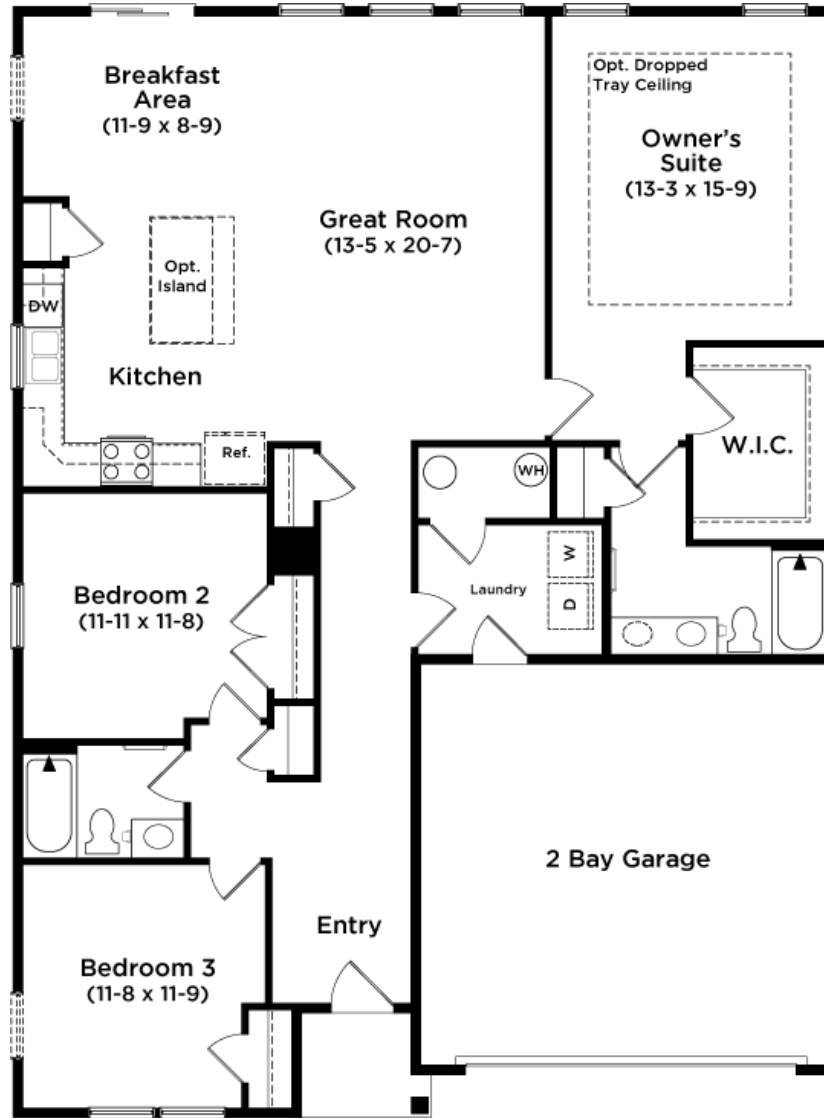 Breakfast
Area
(11-9 x 8-9)
Opt. Dropped
Tray Ceiling
Owner's
Suite
(13-3 x 15-9)
Great Room
(13-5 x 20-7)
Opt.
Island
DW
Kitchen
Ref.
W.I.C.
WH
Bedroom 2
(11-11 x 11-8)
Laundry
W
D
2 Bay Garage
Entry
Bedroom 3
(11-8 x 11-9)